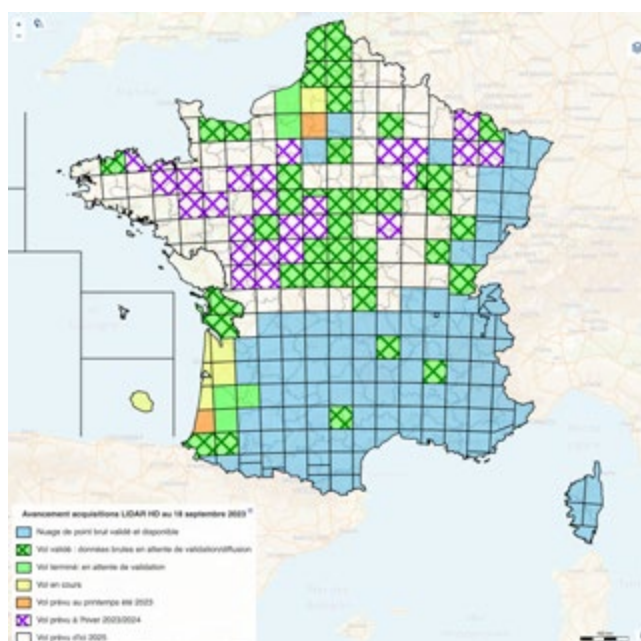 Avancement acquisitions LIDAR HD au 18 septembre 2023
Nuage de point brut validé et disponible
Vol validé : données brutes en attente de validation/diffusion
Vol terminé: en attente de validation
Vol en cours
Vol prévu au printemps été 2023
Vol prévu à l'hiver 2023/2024
Vol prévu d'ici 2025